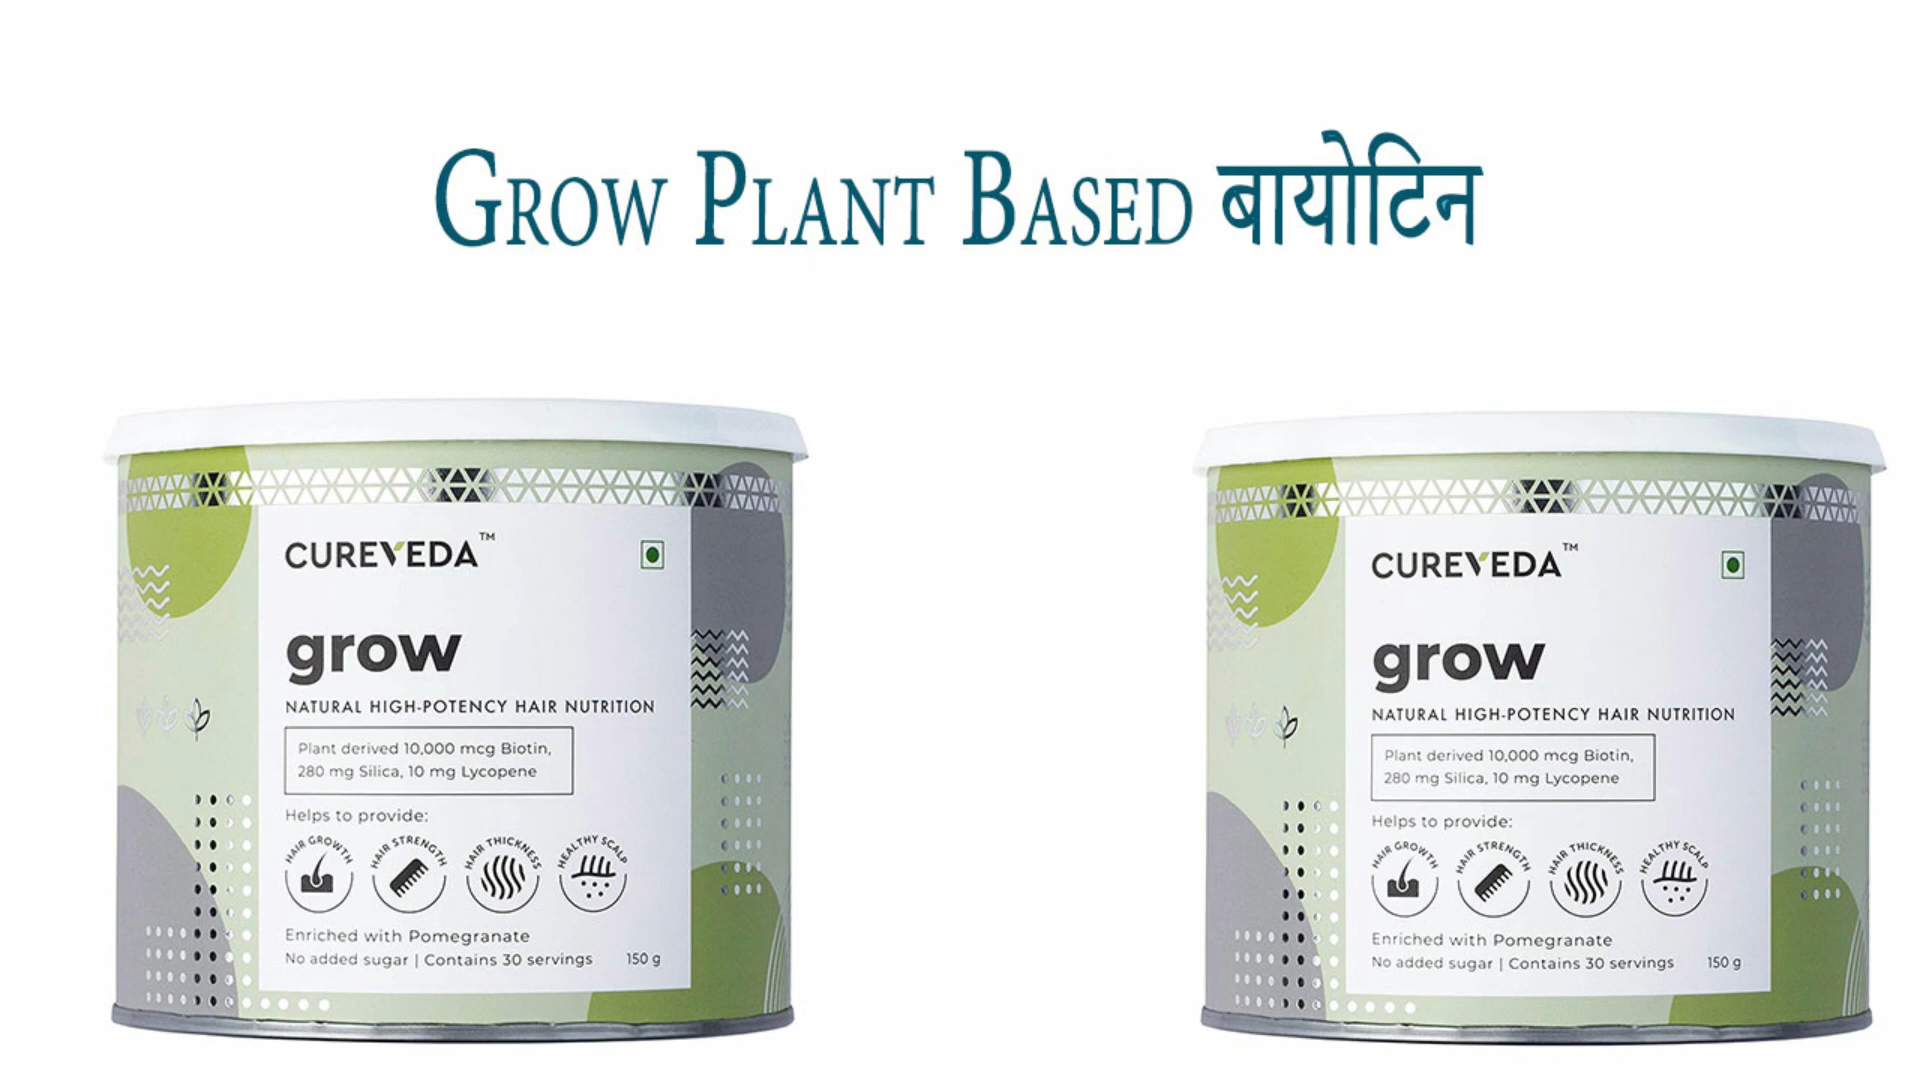 Grow Plant Based बायोटिन
CUREVEDA™
grow
NATURAL HIGH-POTENCY HAIR NUTRITION
Plant derived 10,000 mcg Biotin,
280 mg Silica, 10 mg Lycopene
Helps to provide:
HAIR GROWTH HAIR STRENGTH HAIR THICKNESS HEALTHY SCALP
Enriched with Pomegranate
No added sugar | Contains 30 servings 150 g
CUREVEDA™
grow
NATURAL HIGH-POTENCY HAIR NUTRITION
Plant derived 10,000 mcg Biotin,
280 mg Silica, 10 mg Lycopene
Helps to provide:
HAIR GROWTH HAIR STRENGTH HAIR THICKNESS HEALTHY SCALP
Enriched with Pomegranate
No added sugar | Contains 30 servings 150 g